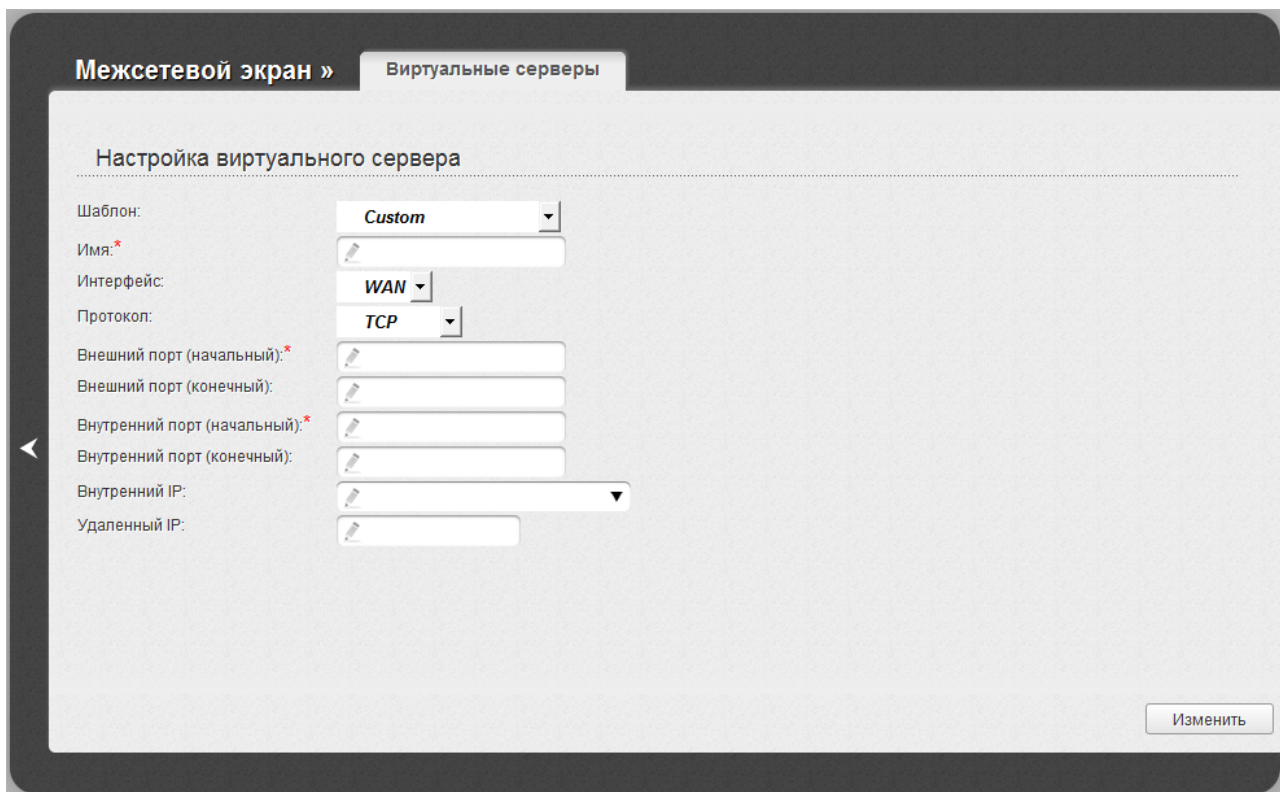 Межсетевой экран » Виртуальные серверы
Настройка виртуального сервера
Шаблон: Custom
Имя:*
Интерфейс: WAN
Протокол: TCP
Внешний порт (начальный):*
Внешний порт (конечный):
Внутренний порт (начальный):*
Внутренний порт (конечный):
Внутренний IP:
Удаленный IP:
Изменить